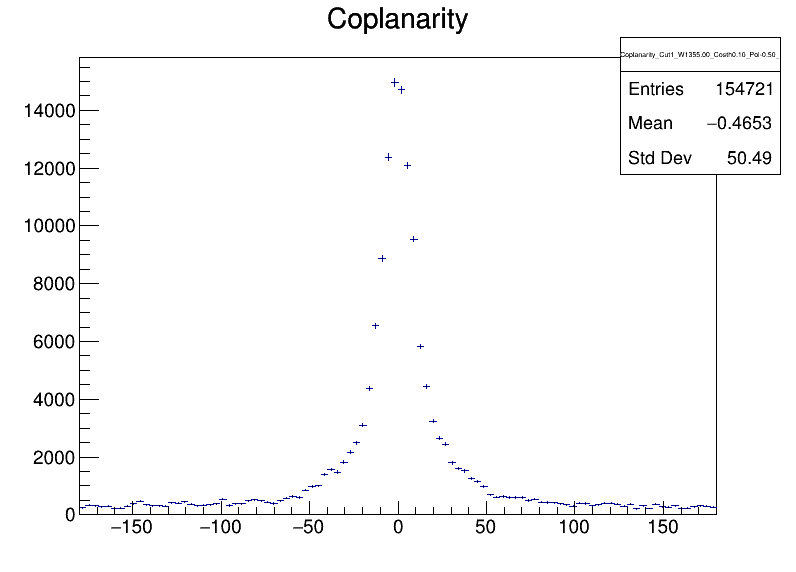 Coplanarity
Coplanarity_Cut1_W1355.00_Costh0.10_Pol-0.50_
Entries 154721
Mean −0.4653
Std Dev 50.49
14000
12000
10000
8000
6000
4000
2000
0
−150 −100 −50 0 50 100 150